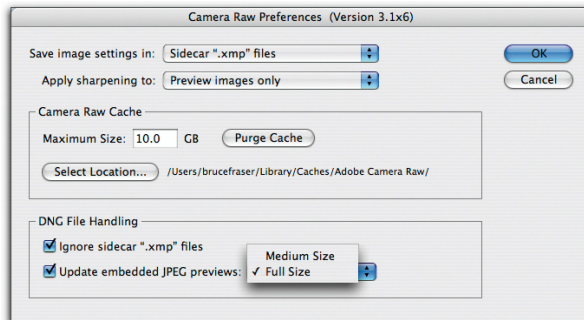 Camera Raw Preferences (Version 3.1x6)
Save image settings in: Sidecar ".xmp" files
OK
Apply sharpening to: Preview images only
Cancel
Camera Raw Cache
Maximum Size: 10.0 GB Purge Cache
Select Location... /Users/brucefraser/Library/Caches/Adobe Camera Raw/
DNG File Handling
Ignore sidecar ".xmp" files
Medium Size
Update embedded JPEG previews: ✓ Full Size